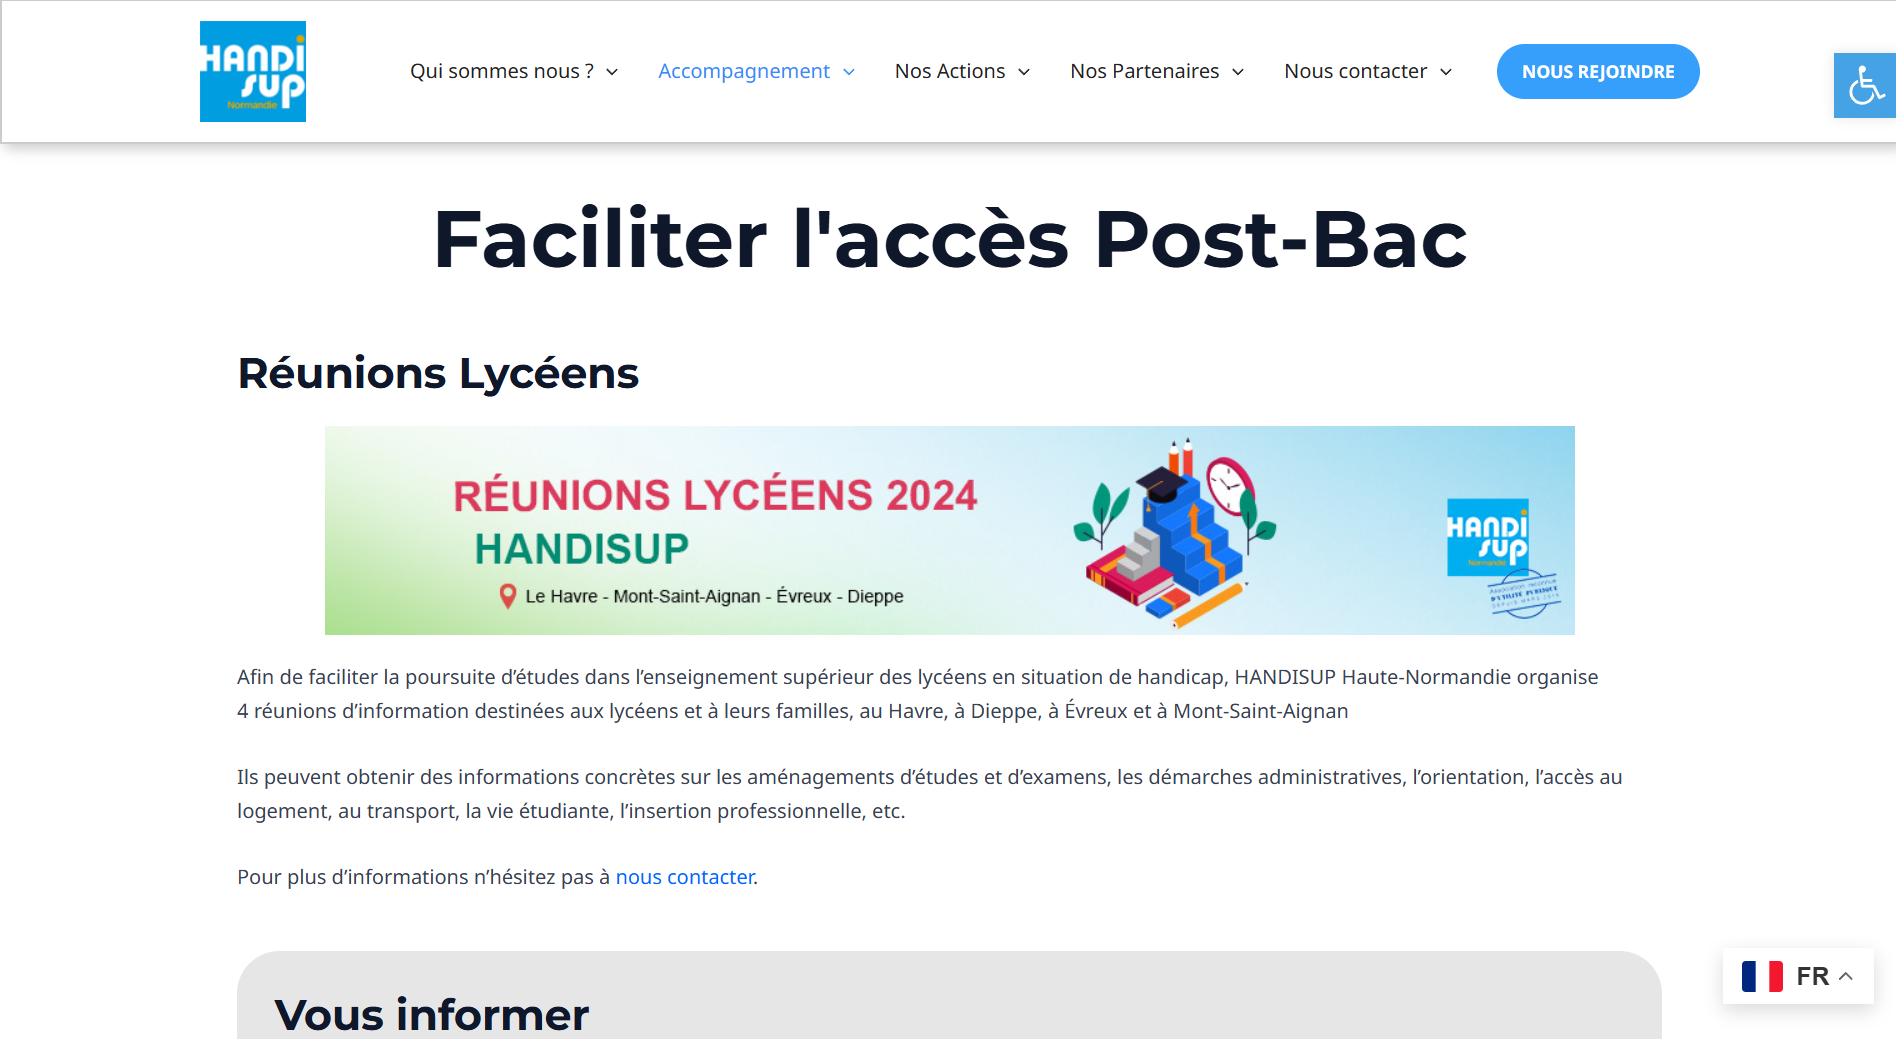 HANDI
SUP
Normandie
Qui sommes nous ?
Accompagnement
Nos Actions
Nos Partenaires
Nous contacter
NOUS REJOINDRE
Faciliter l'accès Post-Bac
Réunions Lycéens
RÉUNIONS LYCÉENS 2024
HANDISUP
Le Havre - Mont-Saint-Aignan - Évreux - Dieppe
HANDI
SUP
Normandie
Association reconnue
D'UTILITÉ PUBLIQUE
Afin de faciliter la poursuite d’études dans l’enseignement supérieur des lycéens en situation de handicap, HANDISUP Haute-Normandie organise
4 réunions d’information destinées aux lycéens et à leurs familles, au Havre, à Dieppe, à Évreux et à Mont-Saint-Aignan
Ils peuvent obtenir des informations concrètes sur les aménagements d’études et d’examens, les démarches administratives, l’orientation, l’accès au
logement, au transport, la vie étudiante, l’insertion professionnelle, etc.
Pour plus d’informations n’hésitez pas à nous contacter.
Vous informer
FR